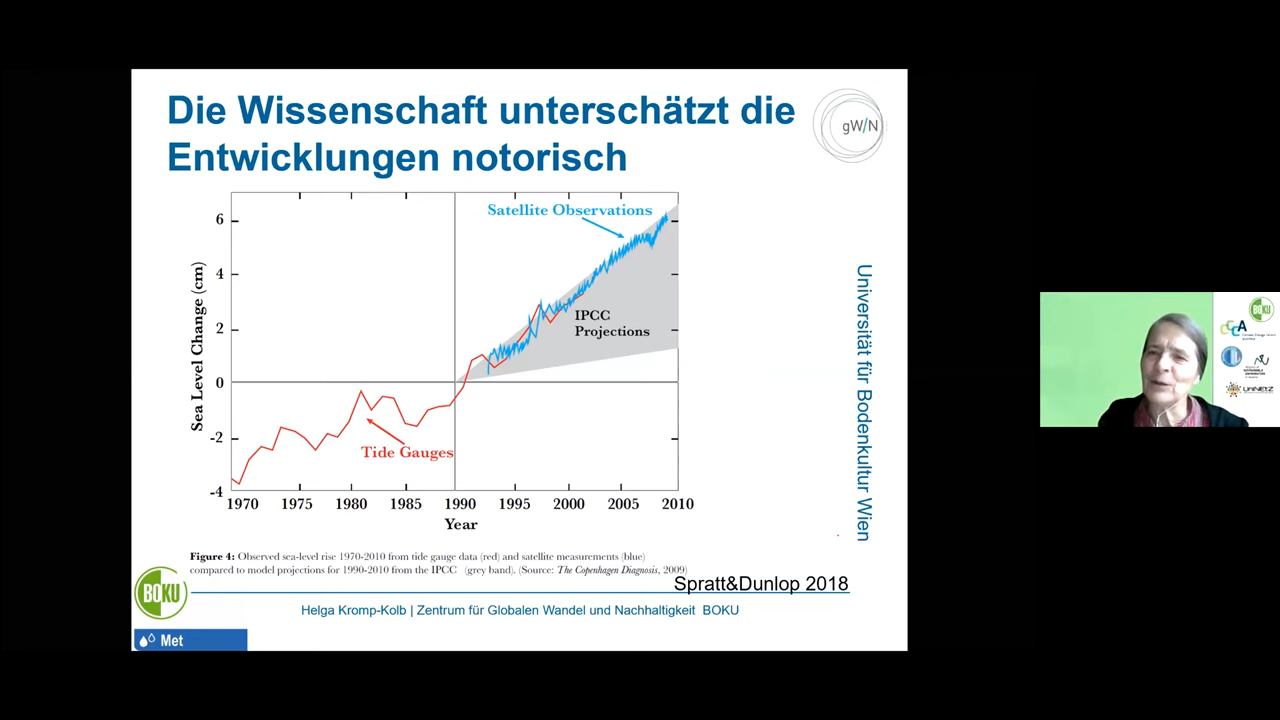 Die Wissenschaft unterschätzt die
Entwicklungen notorisch
gW/N
Satellite Observations
IPCC
Projections
Tide Gauges
Sea Level Change (cm)
6
4
2
0
-2
-4
1970 1975 1980 1985 1990 1995 2000 2005 2010
Year
Figure 4: Observed sea-level rise 1970-2010 from tide gauge data (red) and satellite measurements (blue)
compared to model projections for 1990-2010 from the IPCC (grey band). (Source: The Copenhagen Diagnosis, 2009)
Spratt&Dunlop 2018
Universität für Bodenkultur Wien
BOKU
Helga Kromp-Kolb | Zentrum für Globalen Wandel und Nachhaltigkeit BOKU
Met
BOKU
CCCA
UniNEtZ